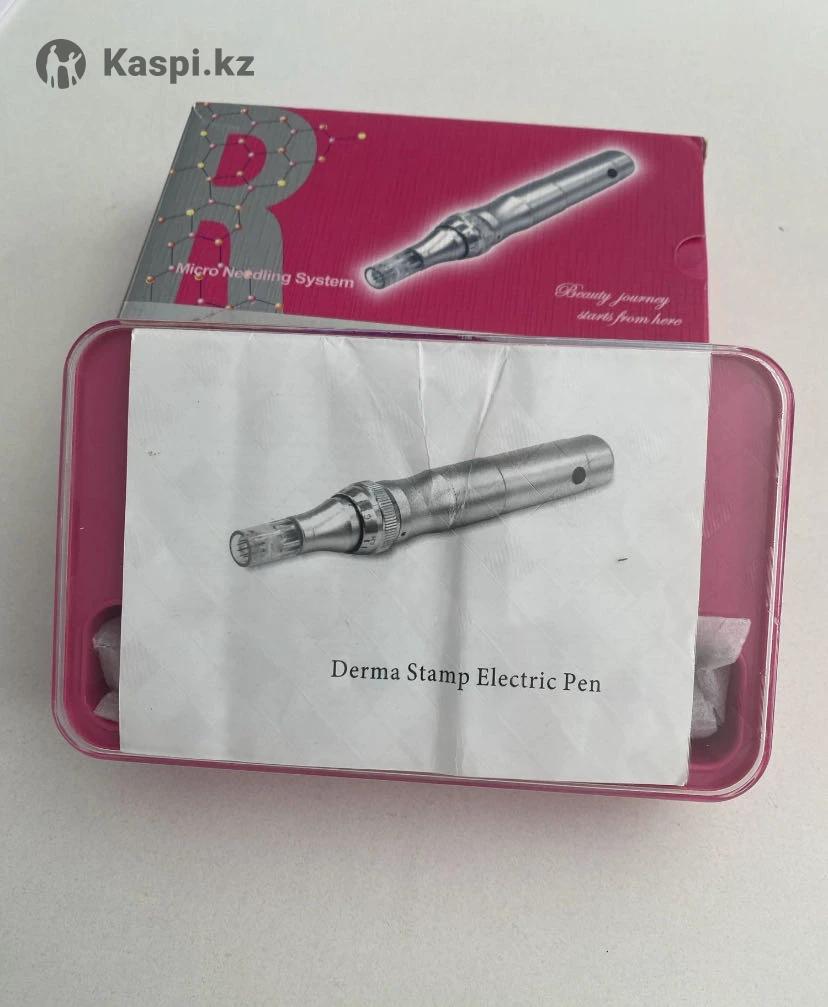 Kaspi.kz
R
Micro Needling System
Beauty journey
starts from here
Derma Stamp Electric Pen